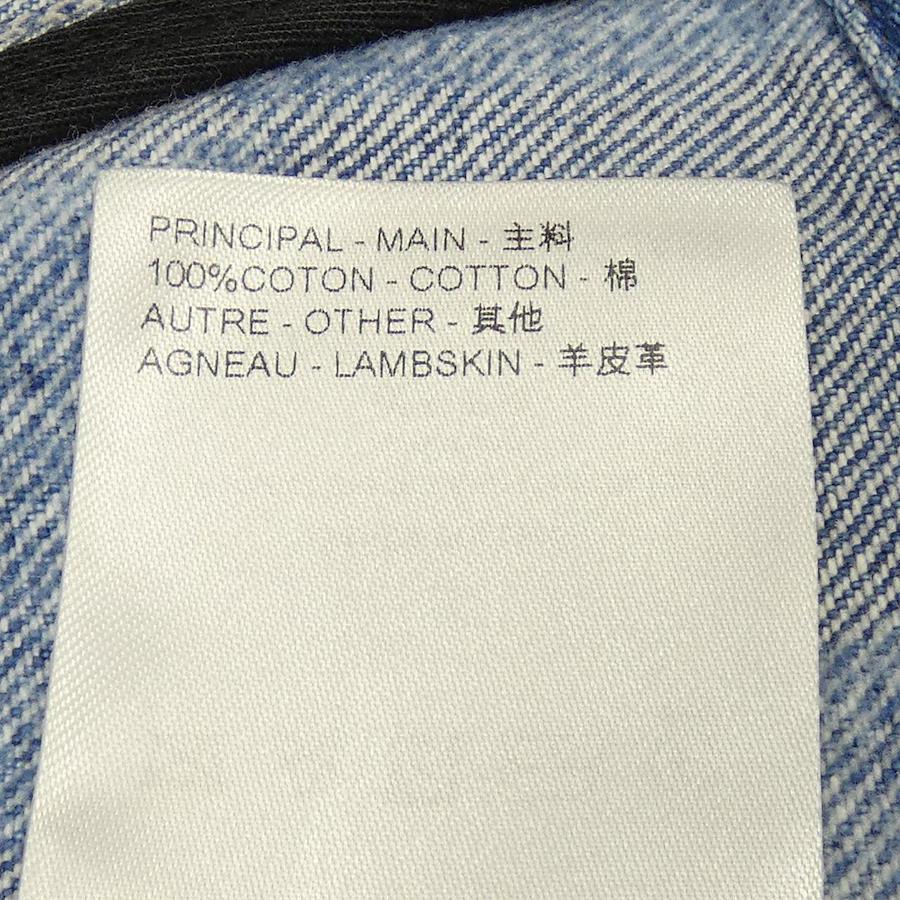 PRINCIPAL - MAIN - 主料
100%COTON - COTTON - 棉
AUTRE - OTHER - 其他
AGNEAU - LAMBSKIN - 羊皮革